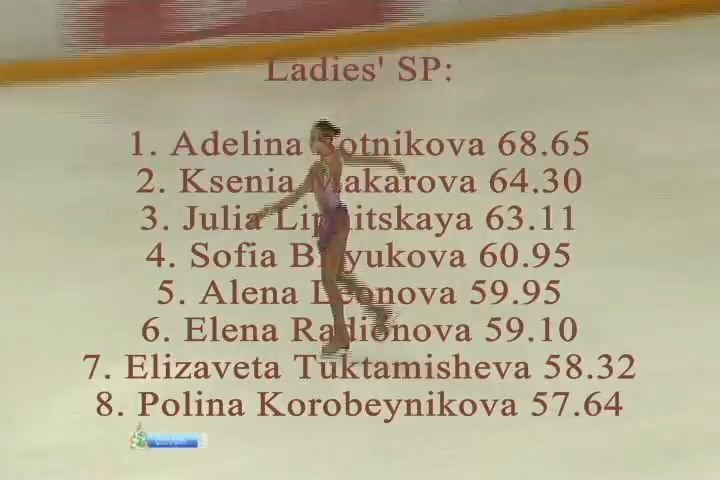 Ladies' SP:
1. Adelina Sotnikova 68.65
2. Ksenia Makarova 64.30
3. Julia Lipnitskaya 63.11
4. Sofia Biryukova 60.95
5. Alena Leonova 59.95
6. Elena Radionova 59.10
7. Elizaveta Tuktamisheva 58.32
8. Polina Korobeynikova 57.64